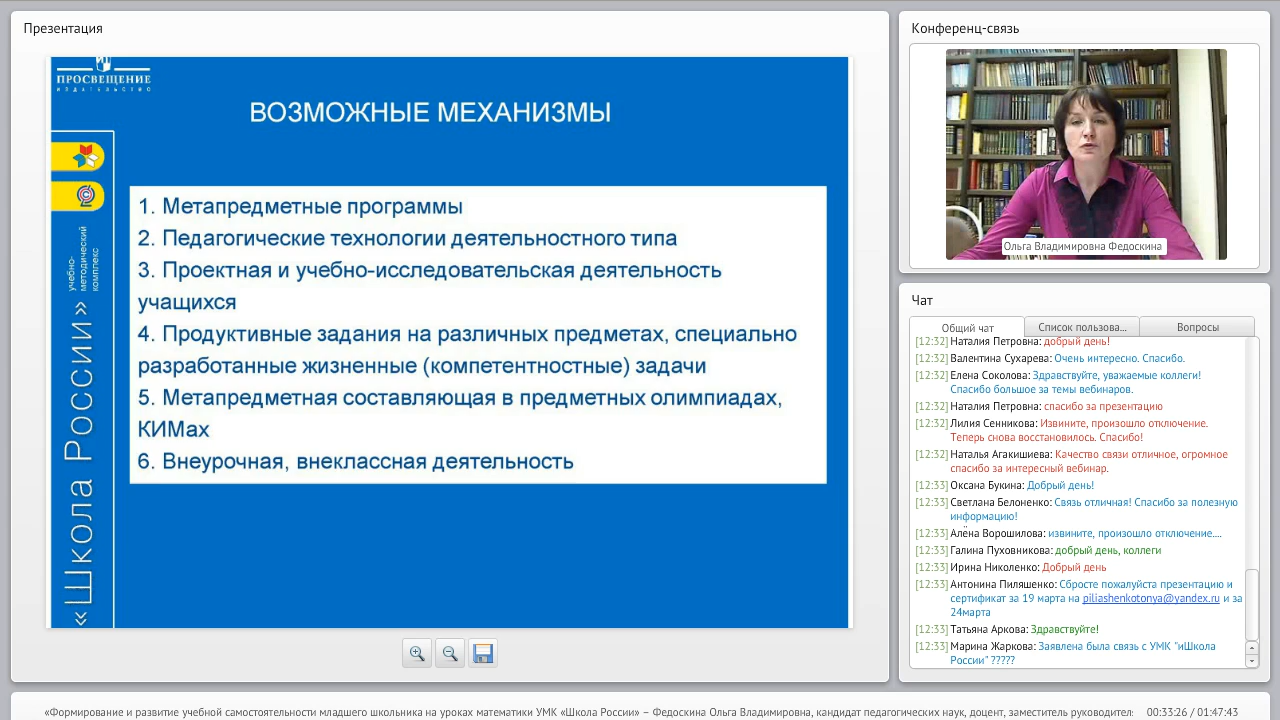 Презентация
ПРОСВЕЩЕНИЕ
ИЗДАТЕЛЬСТВО
ВОЗМОЖНЫЕ МЕХАНИЗМЫ
учебно-
методический
комплекс
«Школа России»
1. Метапредметные программы
2. Педагогические технологии деятельностного типа
3. Проектная и учебно-исследовательская деятельность
учащихся
4. Продуктивные задания на различных предметах, специально
разработанные жизненные (компетентностные) задачи
5. Метапредметная составляющая в предметных олимпиадах,
КИМах
6. Внеурочная, внеклассная деятельность
Конференц-связь
Ольга Владимировна Федоскина
Чат
Общий чат
Список пользова...
Вопросы
[12:32] Наталия Петровна: добрый день!
[12:32] Валентина Сухарева: Очень интересно. Спасибо.
[12:32] Елена Соколова: Здравствуйте, уважаемые коллеги!
Спасибо большое за темы вебинаров.
[12:32] Наталия Петровна: спасибо за презентацию
[12:32] Лилия Сенникова: Извините, произошло отключение.
Теперь снова восстановилось. Спасибо!
[12:32] Наталья Агакишиева: Качество связи отличное, огромное
спасибо за интересный вебинар.
[12:33] Оксана Букина: Добрый день!
[12:33] Светлана Белоненко: Связь отличная! Спасибо за полезную
информацию!
[12:33] Алёна Ворошилова: извините, произошло отключение....
[12:33] Галина Пуховникова: добрый день, коллеги
[12:33] Ирина Николенко: Добрый день
[12:33] Антонина Пиляшенко: Сбросте пожалуйста презентацию и
сертификат за 19 марта на piliashenkotonya@yandex.ru и за
24марта
[12:33] Татьяна Аркова: Здравствуйте!
[12:33] Марина Жаркова: Заявлена была связь с УМК "иШкола
России" ?????
«Формирование и развитие учебной самостоятельности младшего школьника на уроках математики УМК «Школа России» – Федоскина Ольга Владимировна, кандидат педагогических наук, доцент, заместитель руководител
00:33:26 / 01:47:43